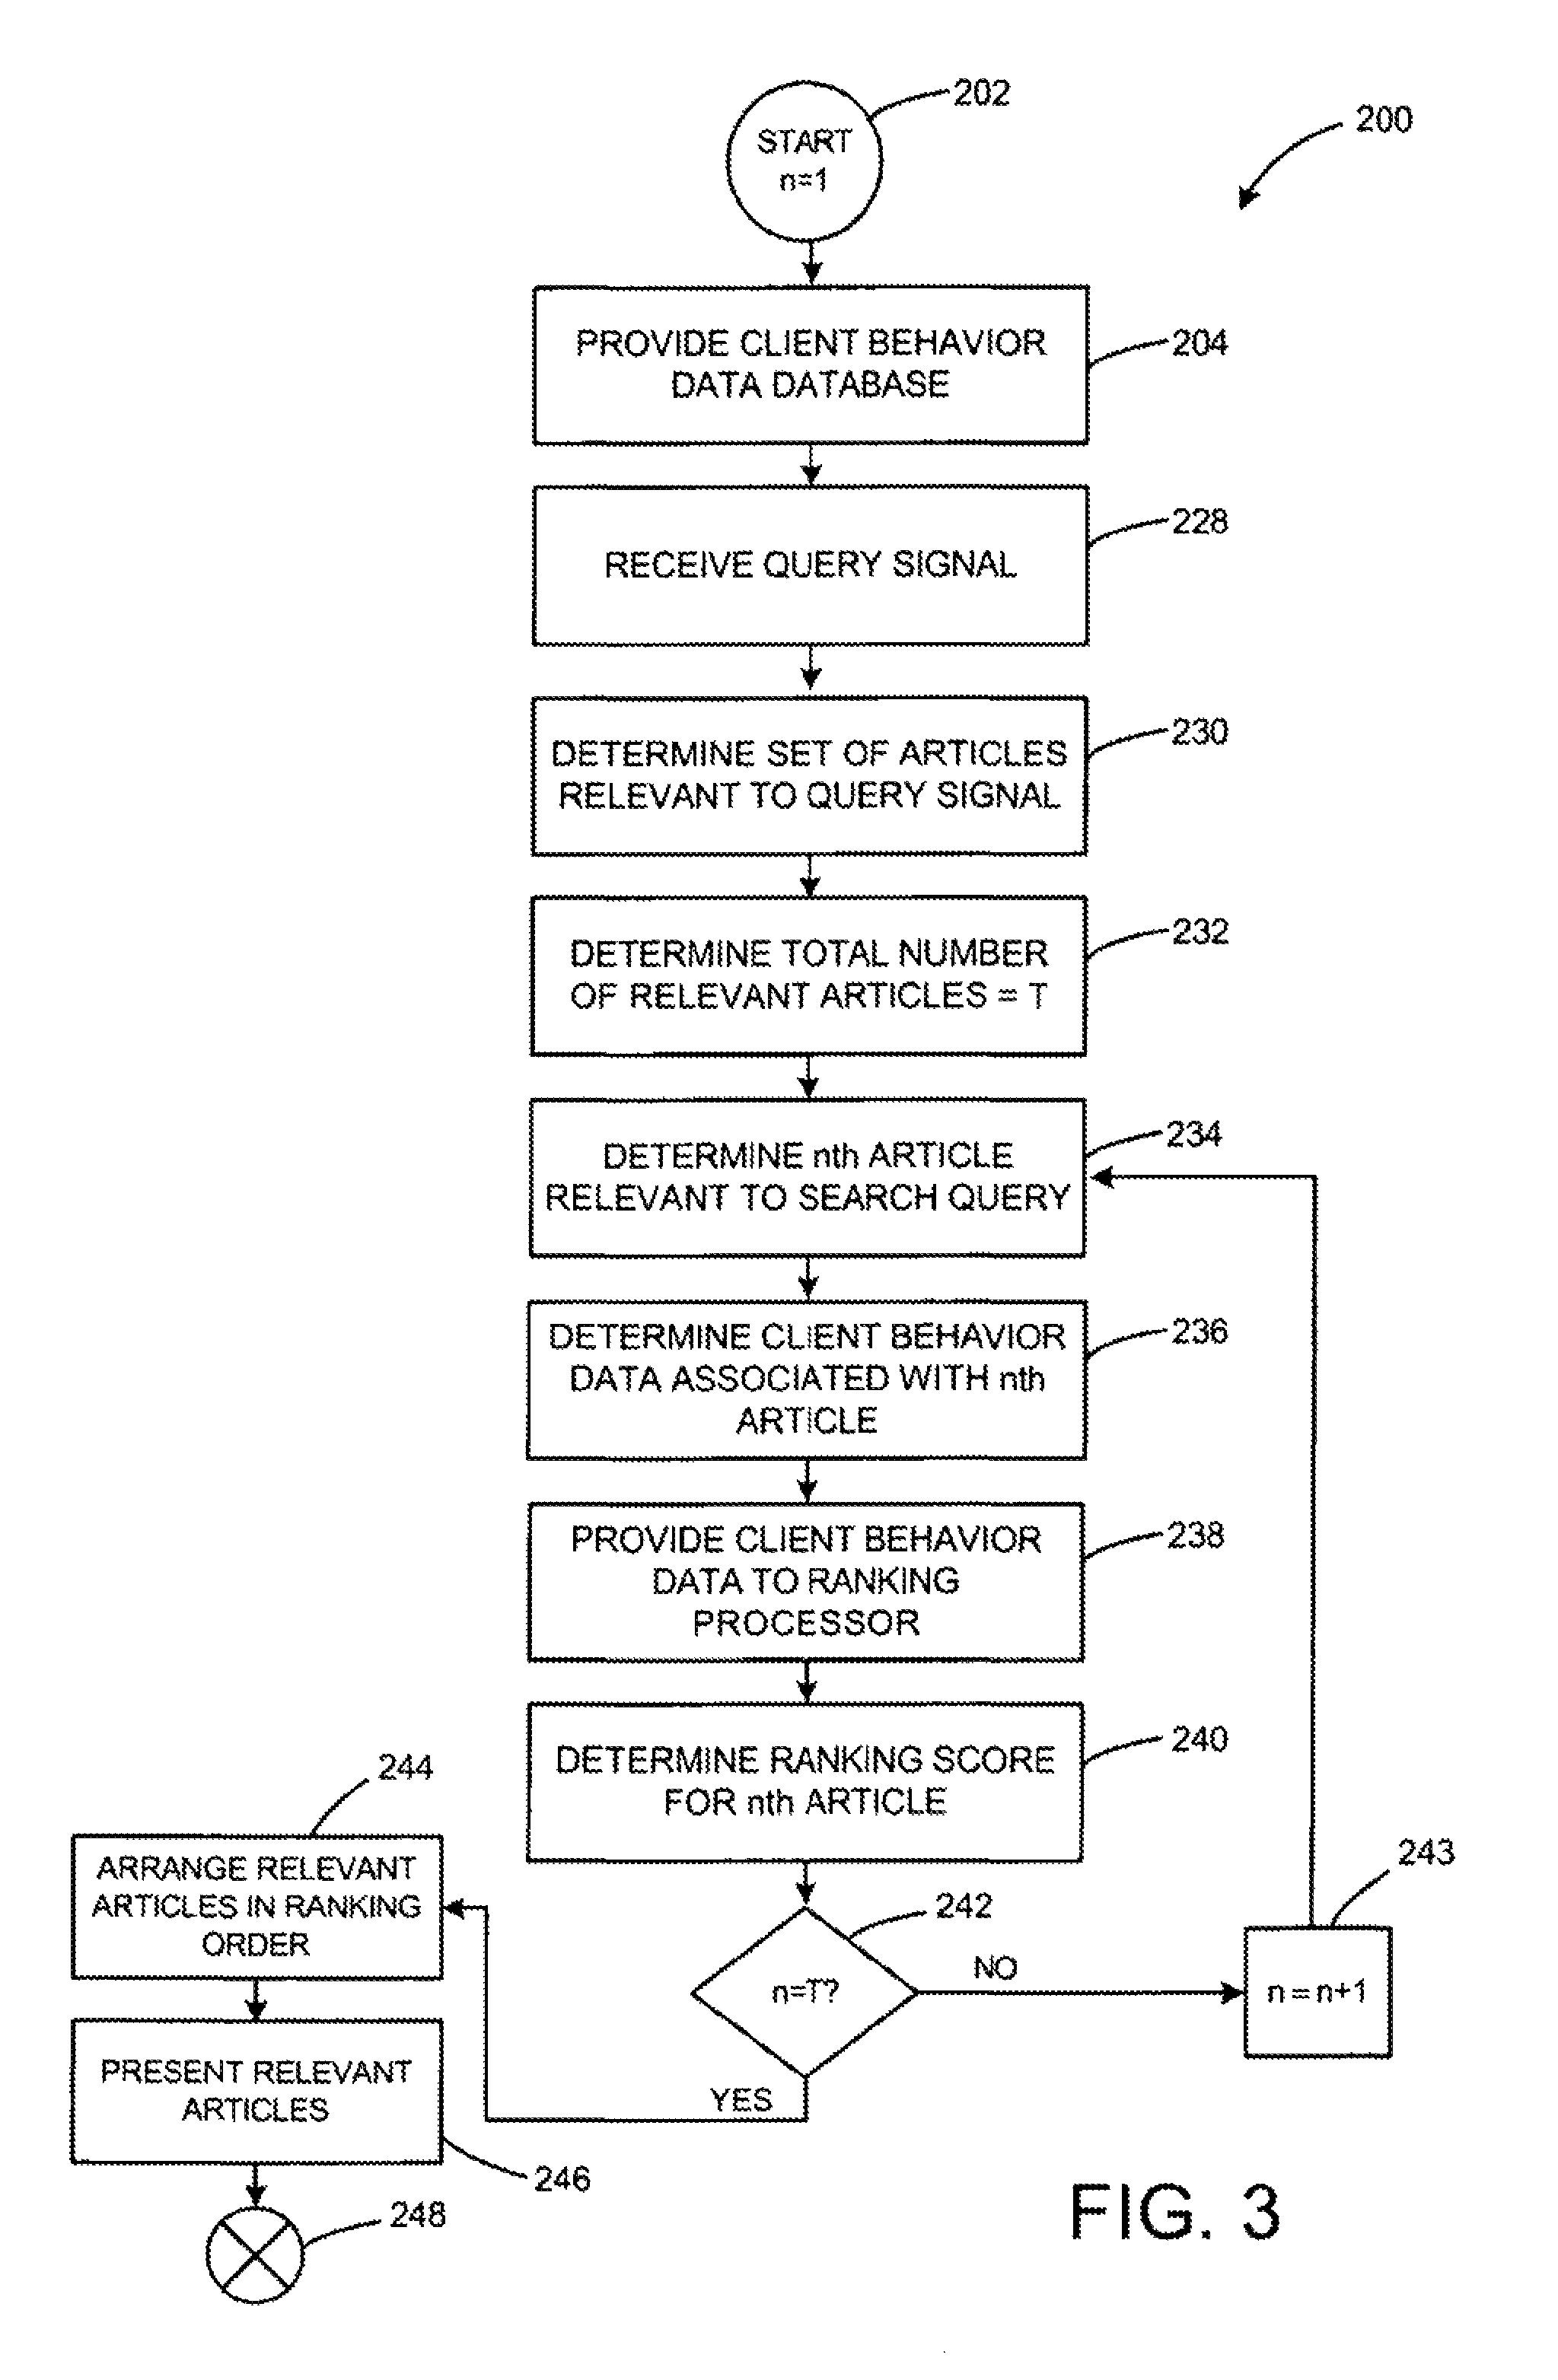 202
200
START
n=1
PROVIDE CLIENT BEHAVIOR
DATA DATABASE
204
228
RECEIVE QUERY SIGNAL
230
DETERMINE SET OF ARTICLES
RELEVANT TO QUERY SIGNAL
232
DETERMINE TOTAL NUMBER
OF RELEVANT ARTICLES = T
234
DETERMINE nth ARTICLE
RELEVANT TO SEARCH QUERY
236
DETERMINE CLIENT BEHAVIOR
DATA ASSOCIATED WITH nth
ARTICLE
238
PROVIDE CLIENT BEHAVIOR
DATA TO RANKING
PROCESSOR
240
DETERMINE RANKING SCORE
FOR nth ARTICLE
244
ARRANGE RELEVANT
ARTICLES IN RANKING
ORDER
242
n=T?
NO
243
n = n+1
YES
PRESENT RELEVANT
ARTICLES
246
248
FIG. 3